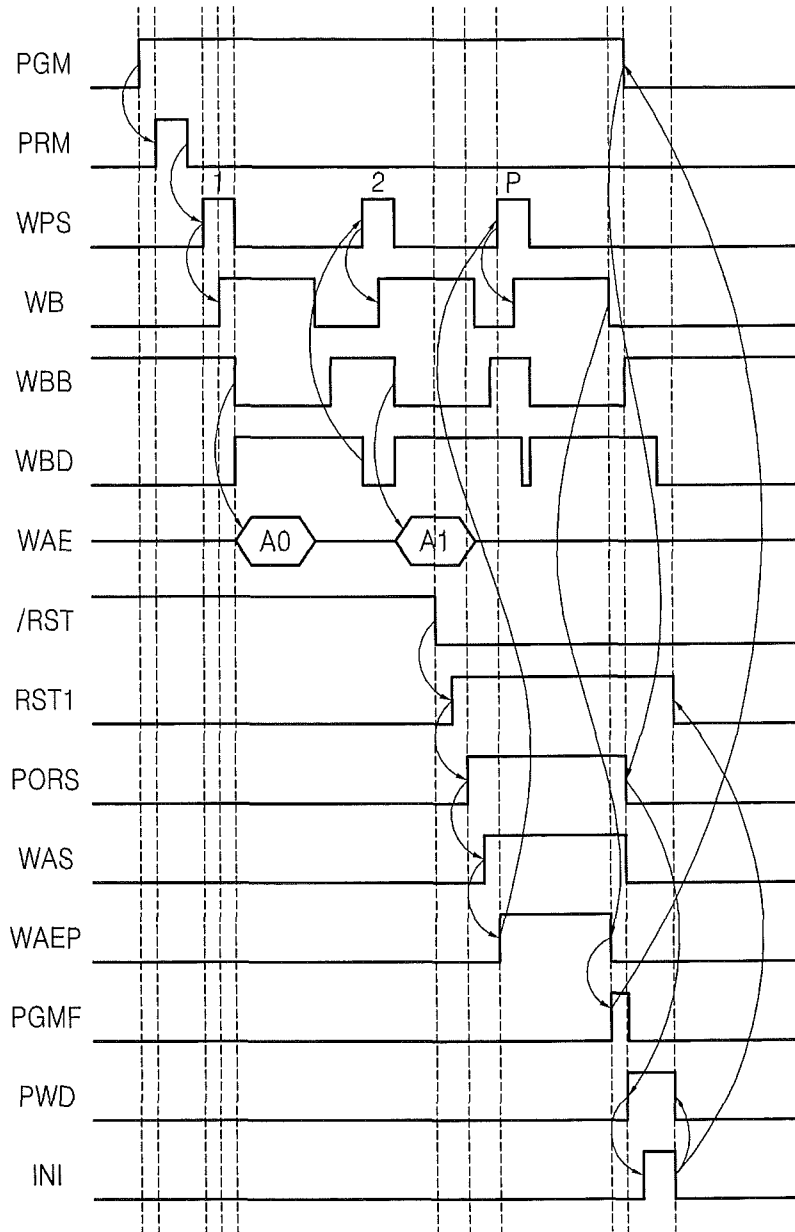 PGM
PRM
1 2 P
WPS
WB
WBB
WBD
WAE A0 A1
/RST
RST1
PORS
WAS
WAEP
PGMF
PWD
INI